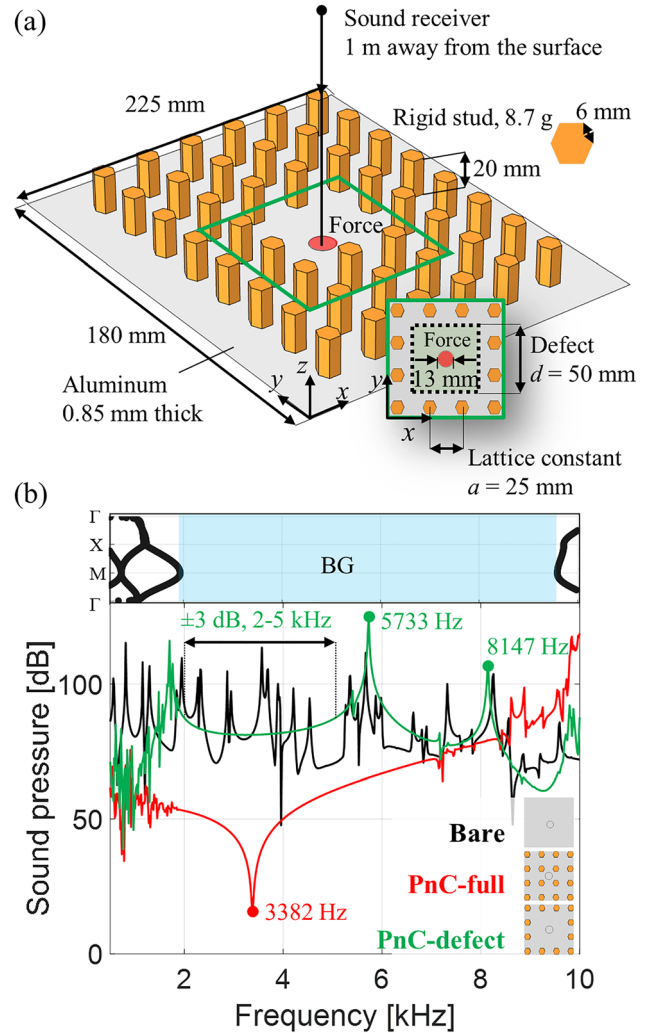 (a)
Sound receiver
1 m away from the surface
225 mm
Rigid stud, 8.7 g
6 mm
20 mm
Force
180 mm
Aluminum
0.85 mm thick
z
y
x
Force
13 mm
y
x
Defect
d = 50 mm
Lattice constant
a = 25 mm
(b)
Γ
X
M
Γ
BG
±3 dB, 2-5 kHz
5733 Hz
8147 Hz
3382 Hz
Bare
PnC-full
PnC-defect
Sound pressure [dB]
100
50
0
2
4
6
8
10
Frequency [kHz]